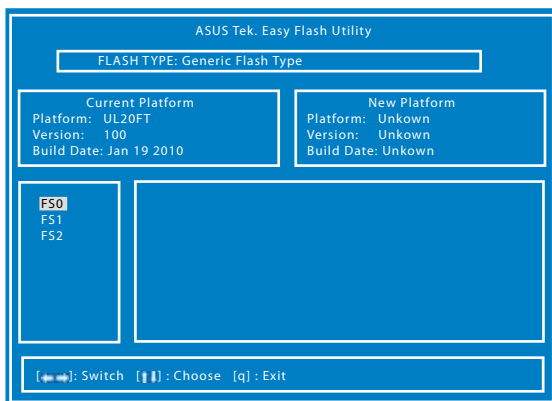 ASUS Tek. Easy Flash Utility
FLASH TYPE: Generic Flash Type
Current Platform
Platform: UL20FT
Version: 100
Build Date: Jan 19 2010
New Platform
Platform: Unkown
Version: Unkown
Build Date: Unkown
FS0
FS1
FS2
[←→]: Switch [↑↓] : Choose [q] : Exit